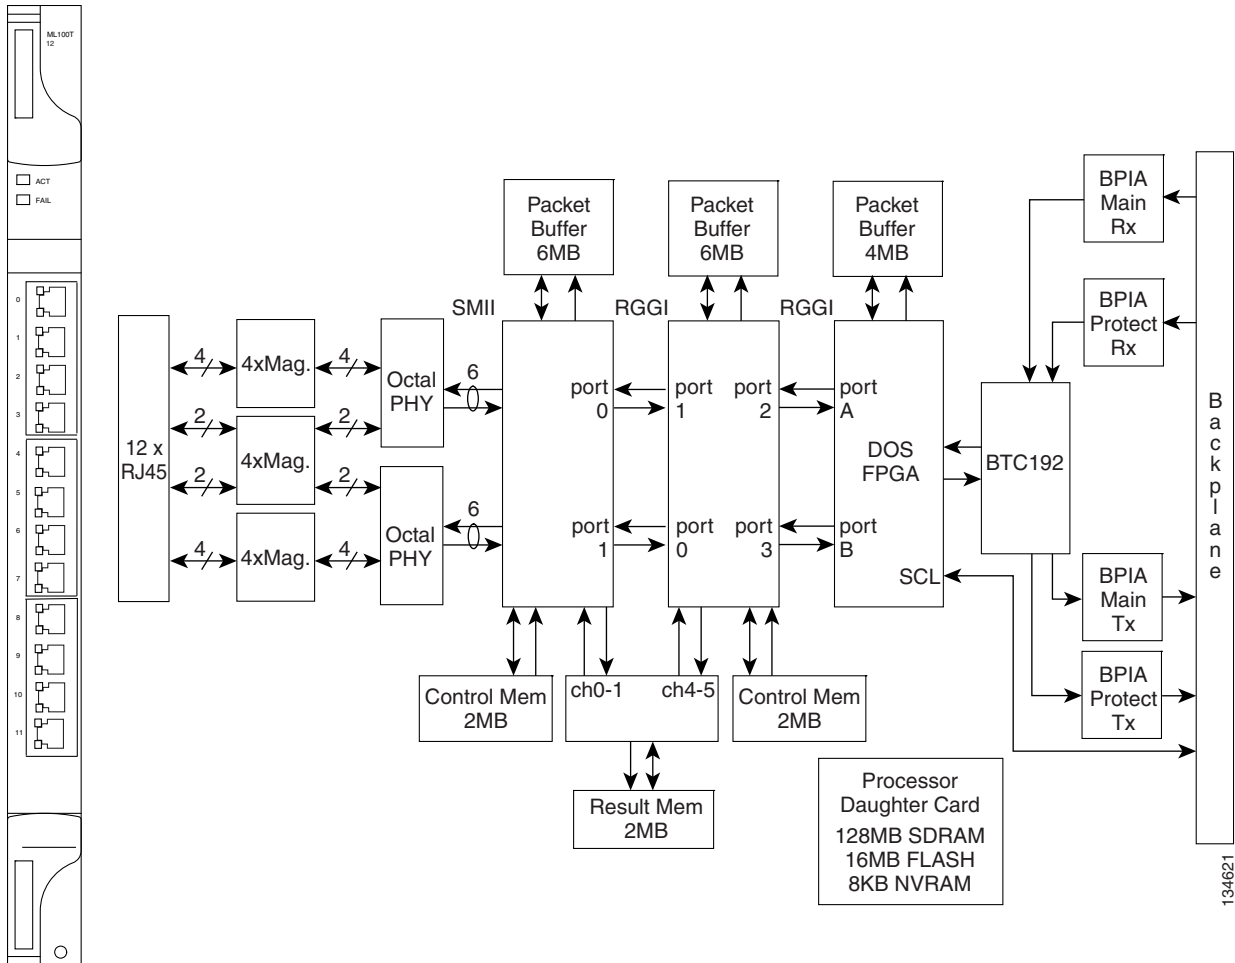 ML100T
12
ACT
FAIL
0
1
2
3
4
5
6
7
8
9
10
11
12 x
RJ45
4
2
2
4
4xMag.
4xMag.
4xMag.
4
2
2
4
Octal
PHY
Octal
PHY
6
6
SMII
Packet
Buffer
6MB
port
0
port
1
RGGI
Packet
Buffer
6MB
port
1
port
0
port
2
port
3
RGGI
Packet
Buffer
4MB
port
A
DOS
FPGA
port
B
SCL
BTC192
BPIA
Main
Rx
BPIA
Protect
Rx
BPIA
Main
Tx
BPIA
Protect
Tx
Backplane
Control Mem
2MB
ch0-1
ch4-5
Control Mem
2MB
Result Mem
2MB
Processor
Daughter Card
128MB SDRAM
16MB FLASH
8KB NVRAM
134621